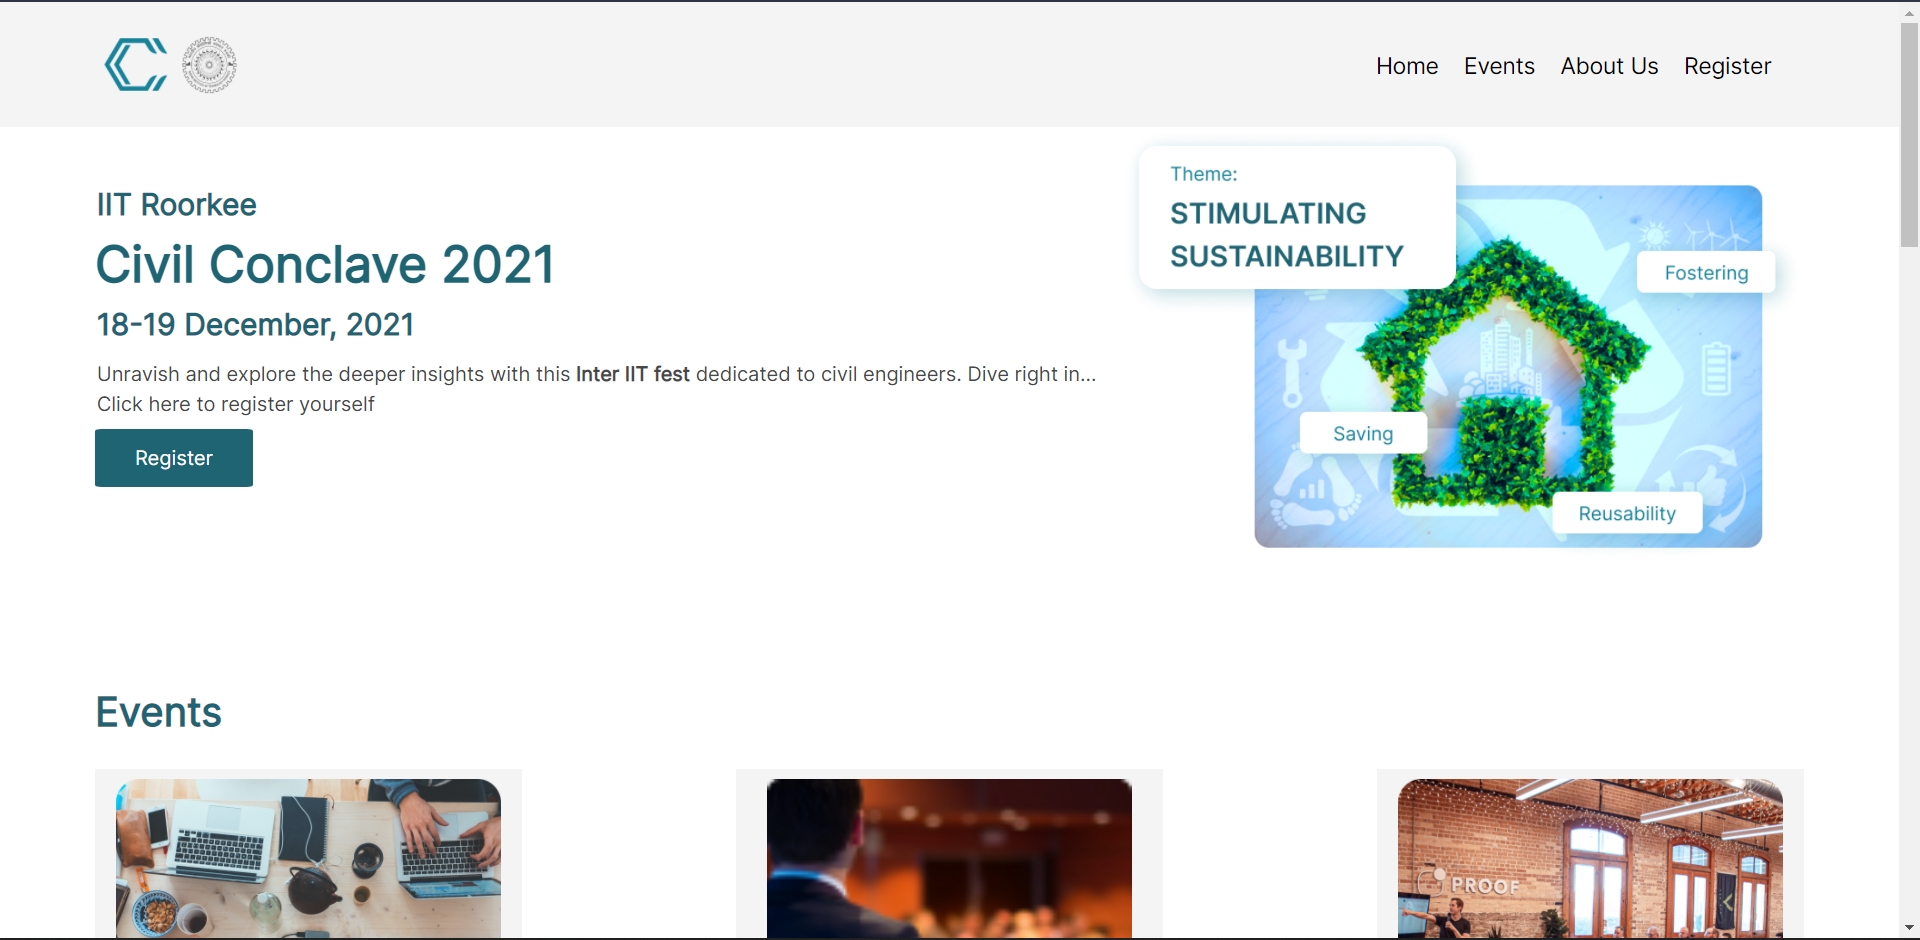 Home Events About Us Register
IIT Roorkee
Civil Conclave 2021
18-19 December, 2021
Unravish and explore the deeper insights with this Inter IIT fest dedicated to civil engineers. Dive right in...
Click here to register yourself
Register
Theme:
STIMULATING
SUSTAINABILITY
Fostering
Saving
Reusability
Events
PROOF